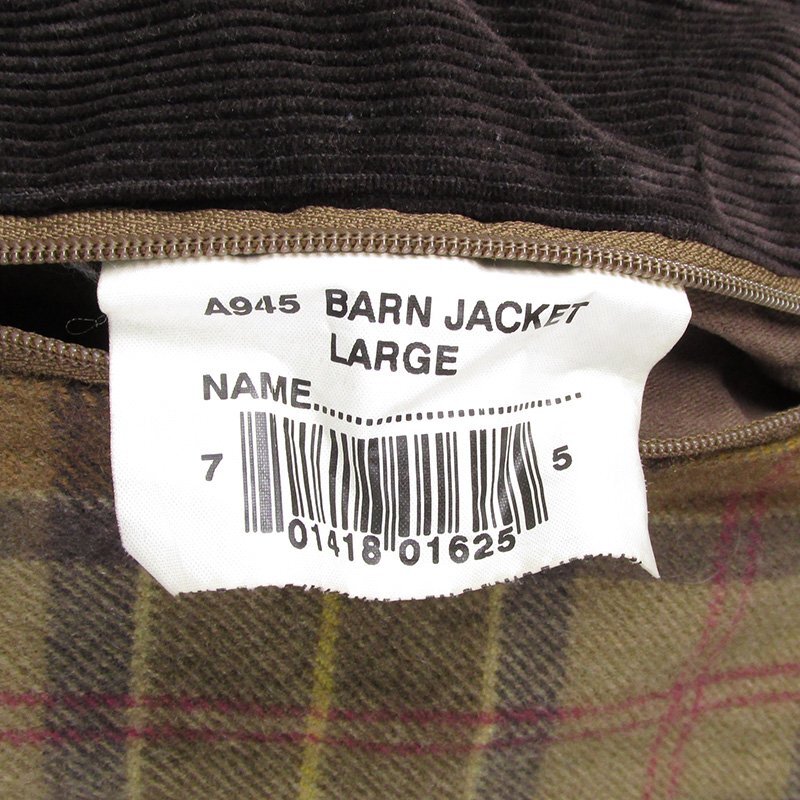 A945 BARN JACKET
LARGE
NAME..............................
7 01418 01625 5